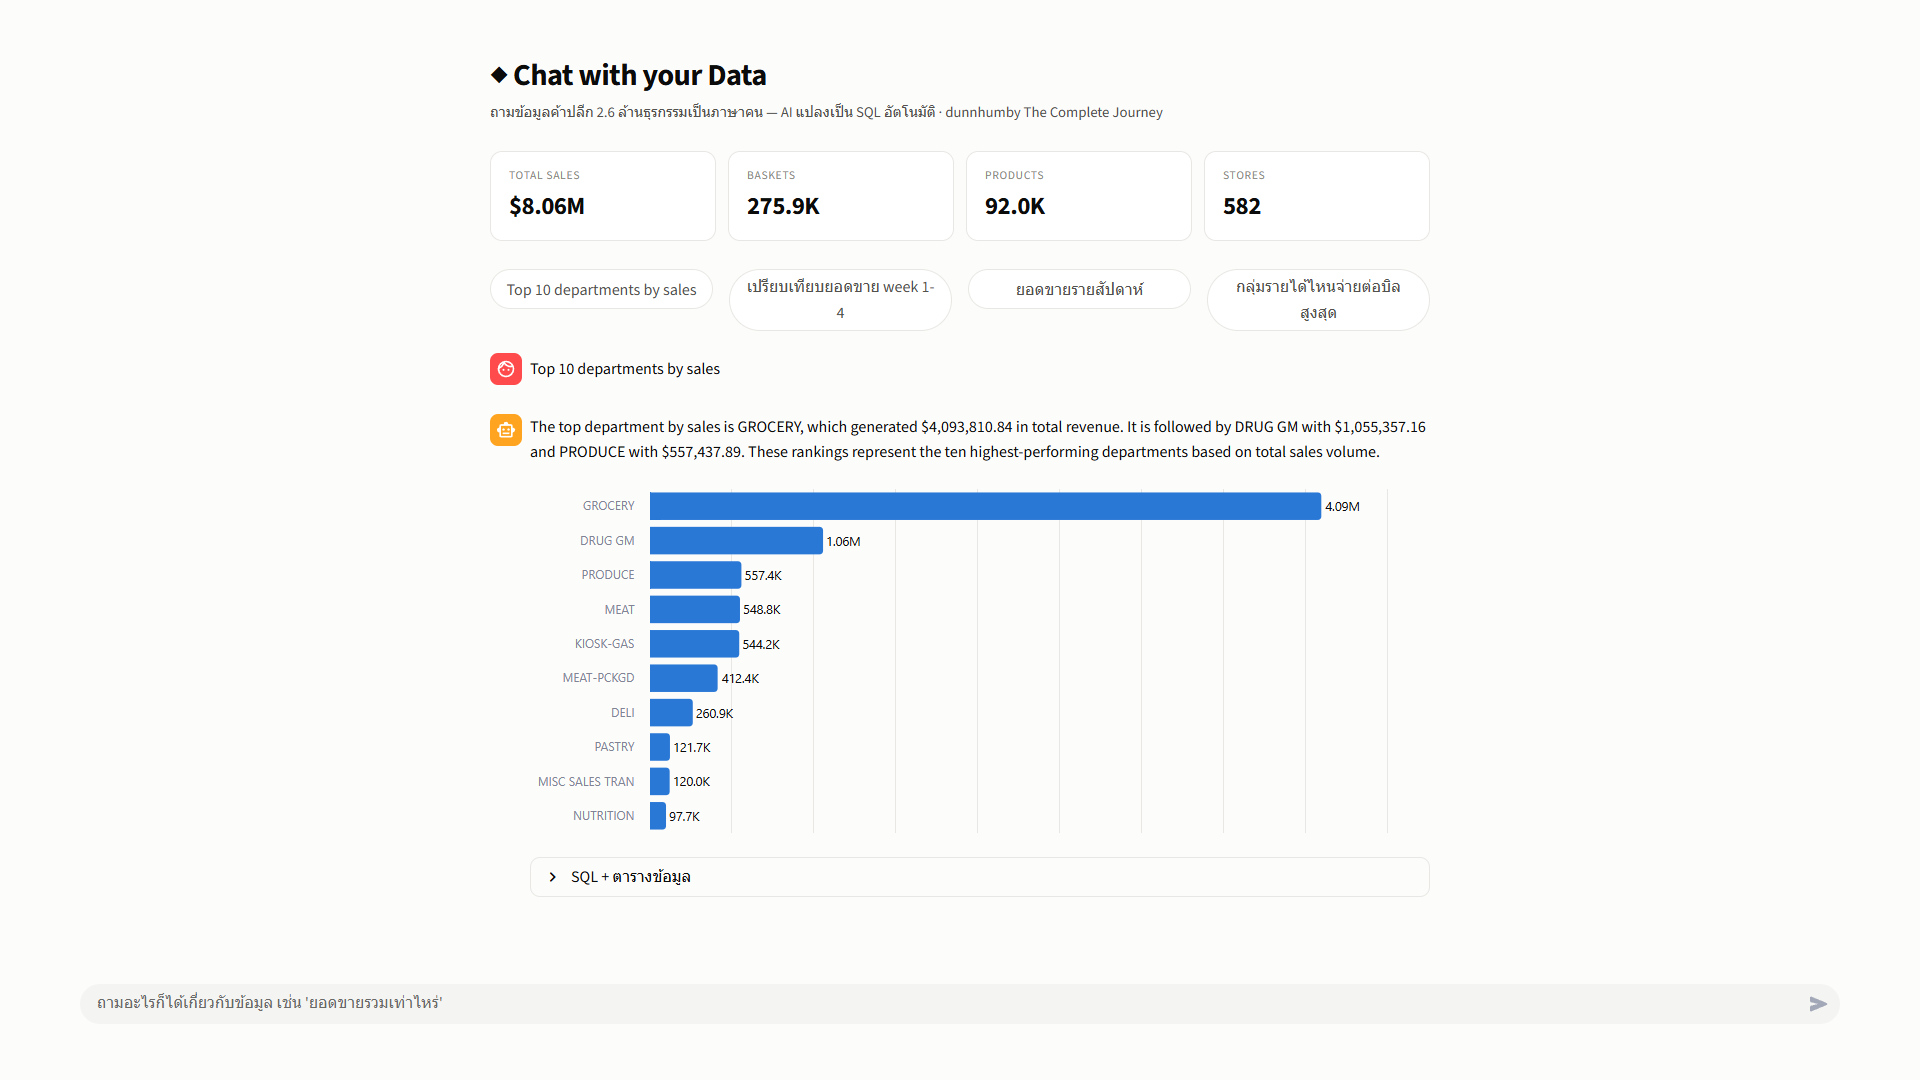 ◆ Chat with your Data
ถามข้อมูลค้าปลีก 2.6 ล้านธุรกรรมเป็นภาษาคน — AI แปลงเป็น SQL อัตโนมัติ · dunnhumby The Complete Journey
TOTAL SALES
$8.06M
BASKETS
275.9K
PRODUCTS
92.0K
STORES
582
Top 10 departments by sales
เปรียบเทียบยอดขาย week 1-
4
ยอดขายรายสัปดาห์
กลุ่มรายได้ไหนจ่ายต่อบิล
สูงสุด
Top 10 departments by sales
The top department by sales is GROCERY, which generated $4,093,810.84 in total revenue. It is followed by DRUG GM with $1,055,357.16
and PRODUCE with $557,437.89. These rankings represent the ten highest-performing departments based on total sales volume.
GROCERY 4.09M
DRUG GM 1.06M
PRODUCE 557.4K
MEAT 548.8K
KIOSK-GAS 544.2K
MEAT-PCKGD 412.4K
DELI 260.9K
PASTRY 121.7K
MISC SALES TRAN 120.0K
NUTRITION 97.7K
SQL + ตารางข้อมูล
ถามอะไรก็ได้เกี่ยวกับข้อมูล เช่น 'ยอดขายรวมเท่าไหร่'